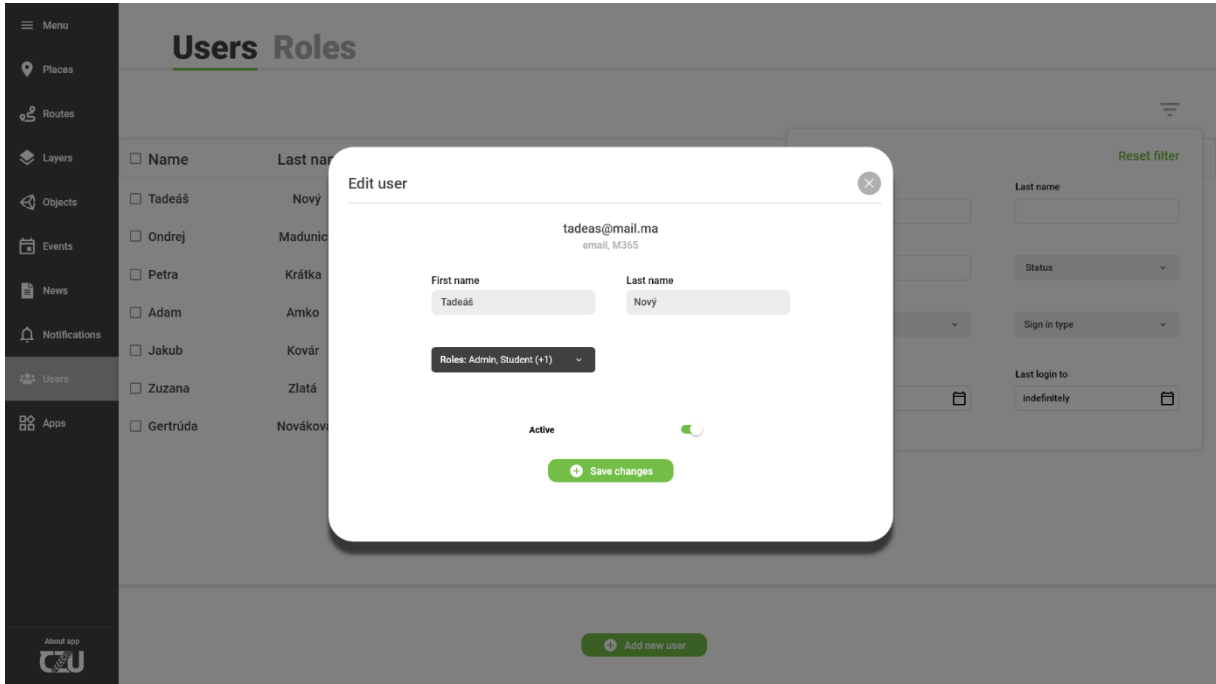 Menu
Places
Routes
Layers
Objects
Events
News
Notifications
Users
Apps
About app
CZU
Users Roles
Reset filter
Name Last nam
Tadeáš Nový
Ondrej Madunic
Petra Krátka
Adam Amko
Jakub Kovár
Zuzana Zlatá
Gertrúda Novákova
Last name
Status
Sign in type
Last login to
indefinitely
Edit user
tadeas@mail.ma
email, M365
First name Last name
Tadeáš Nový
Roles: Admin, Student (+1)
Active
Save changes
Add new user